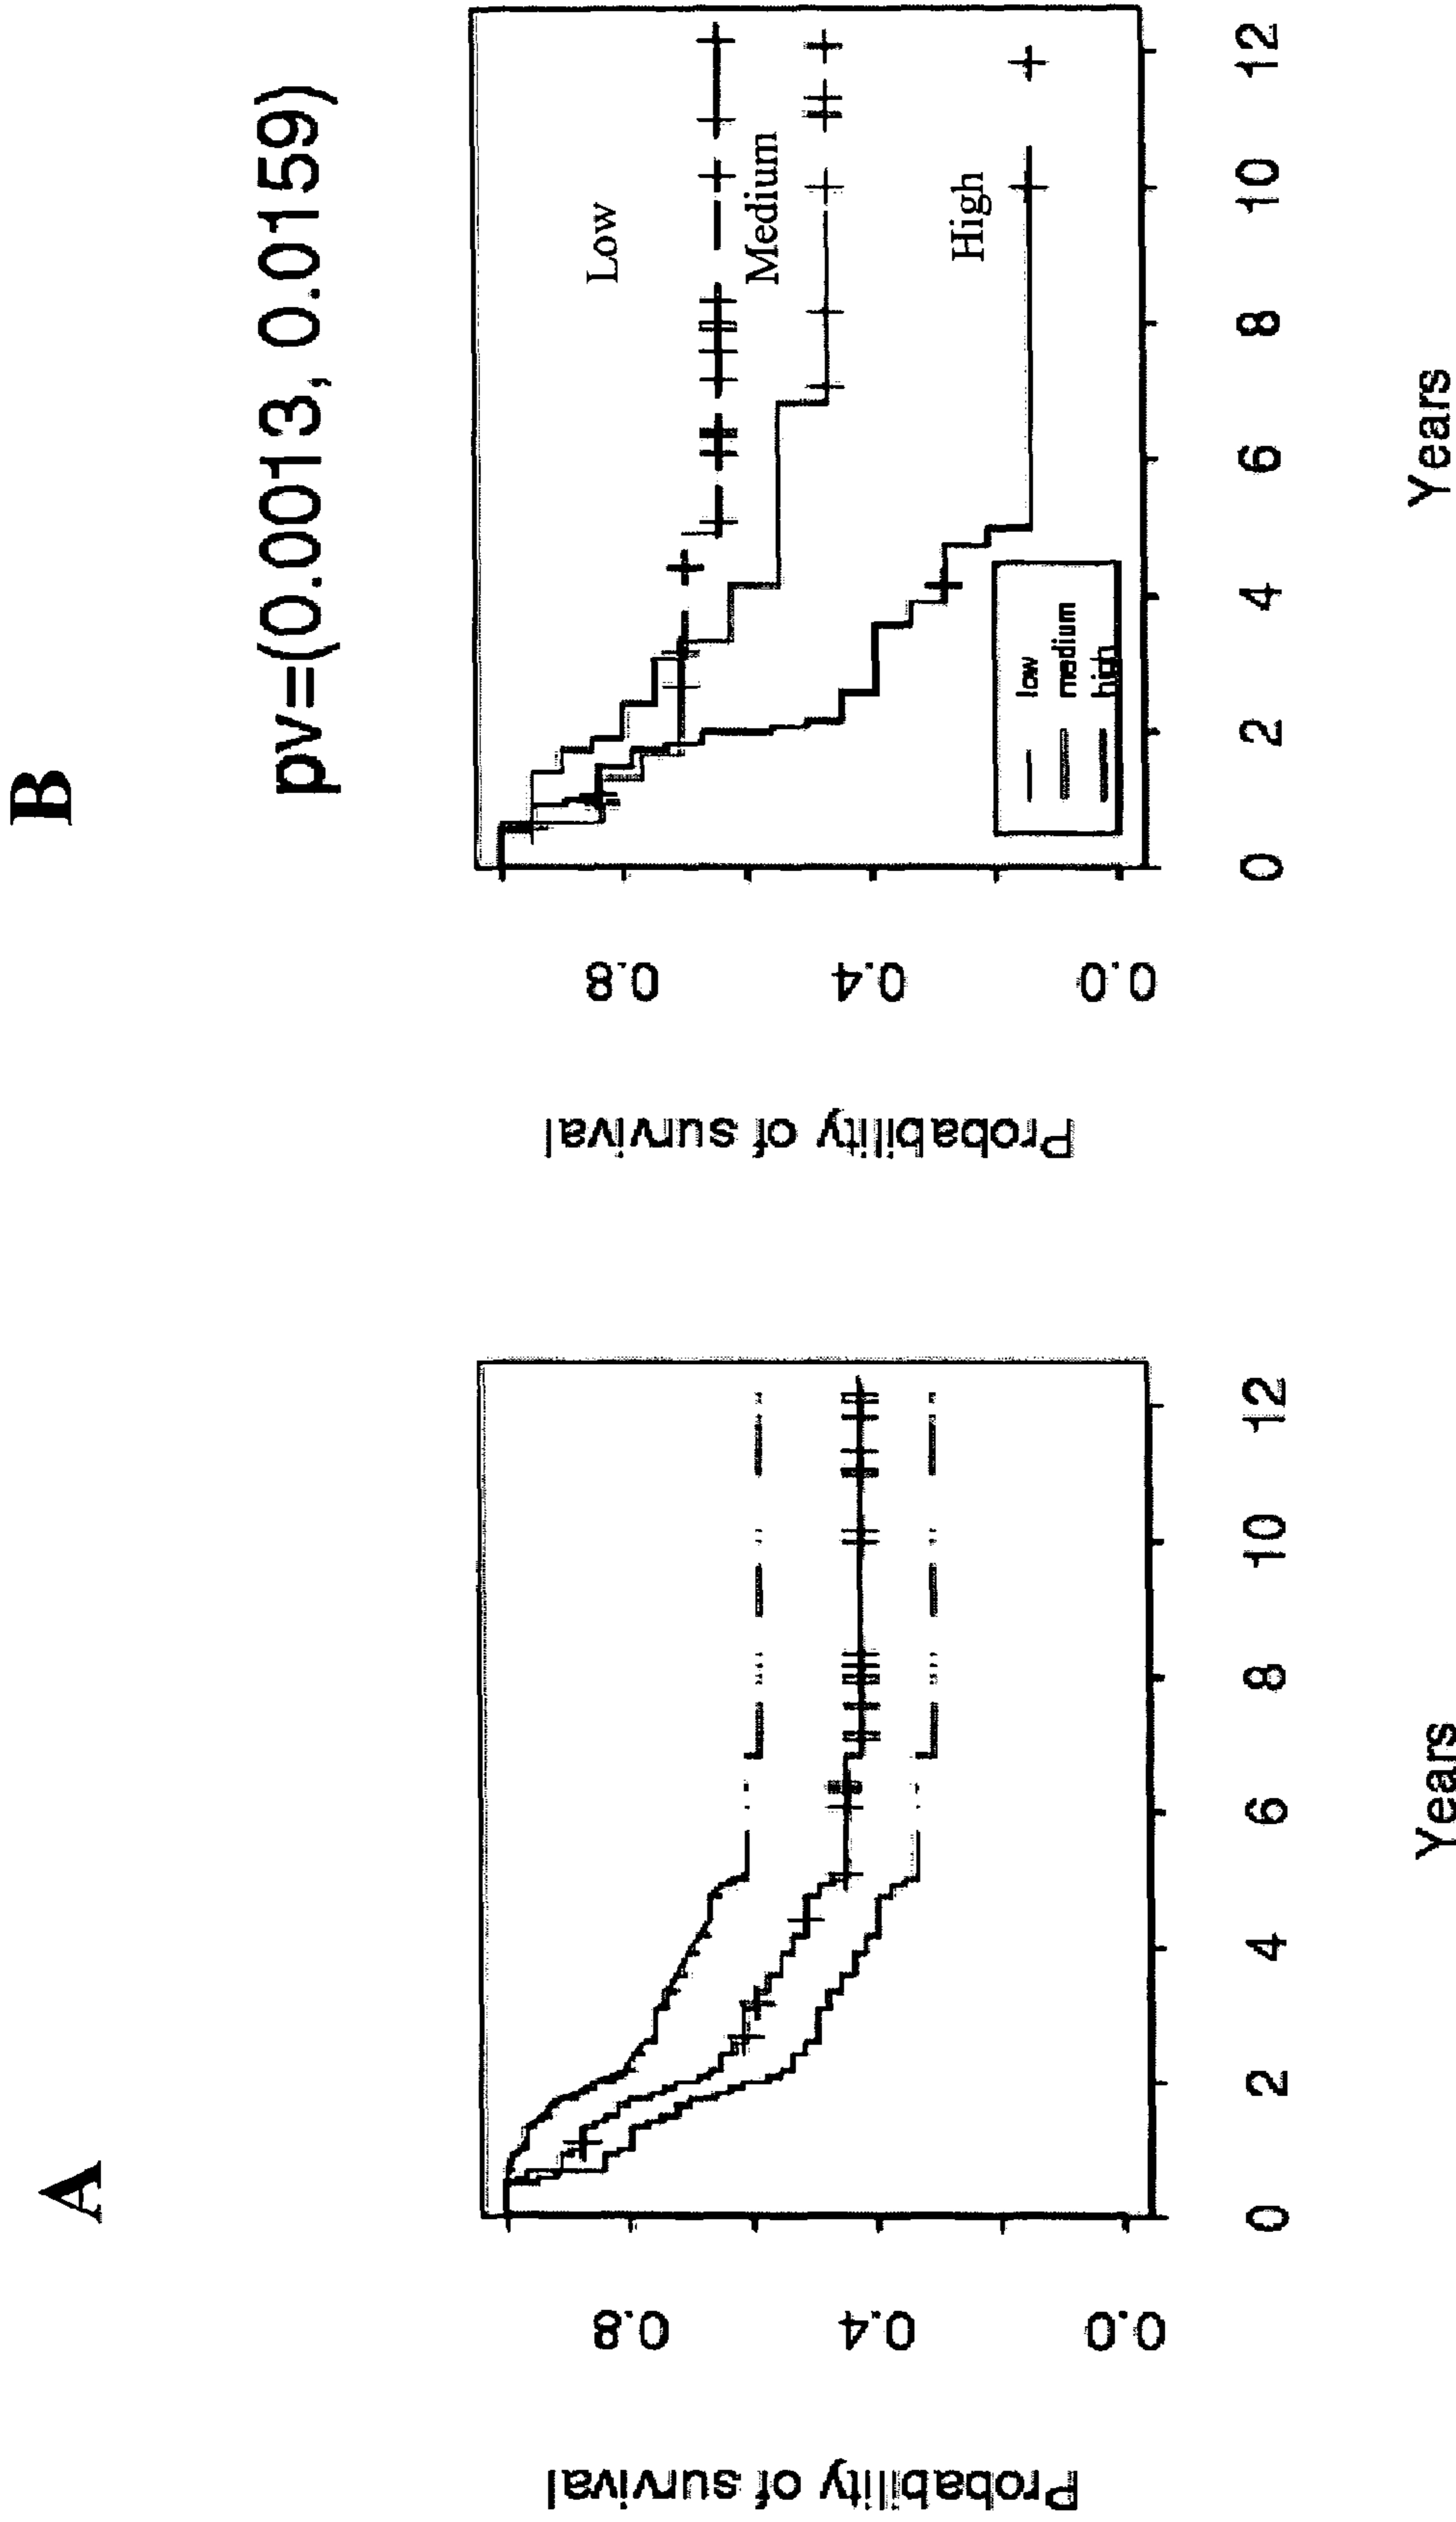 A
Probability of survival
0.8
0.4
0.0
0 2 4 6 8 10 12
Years
B
pv=(0.0013, 0.0159)
Probability of survival
0.8
0.4
0.0
Low
Medium
High
low
medium
high
0 2 4 6 8 10 12
Years